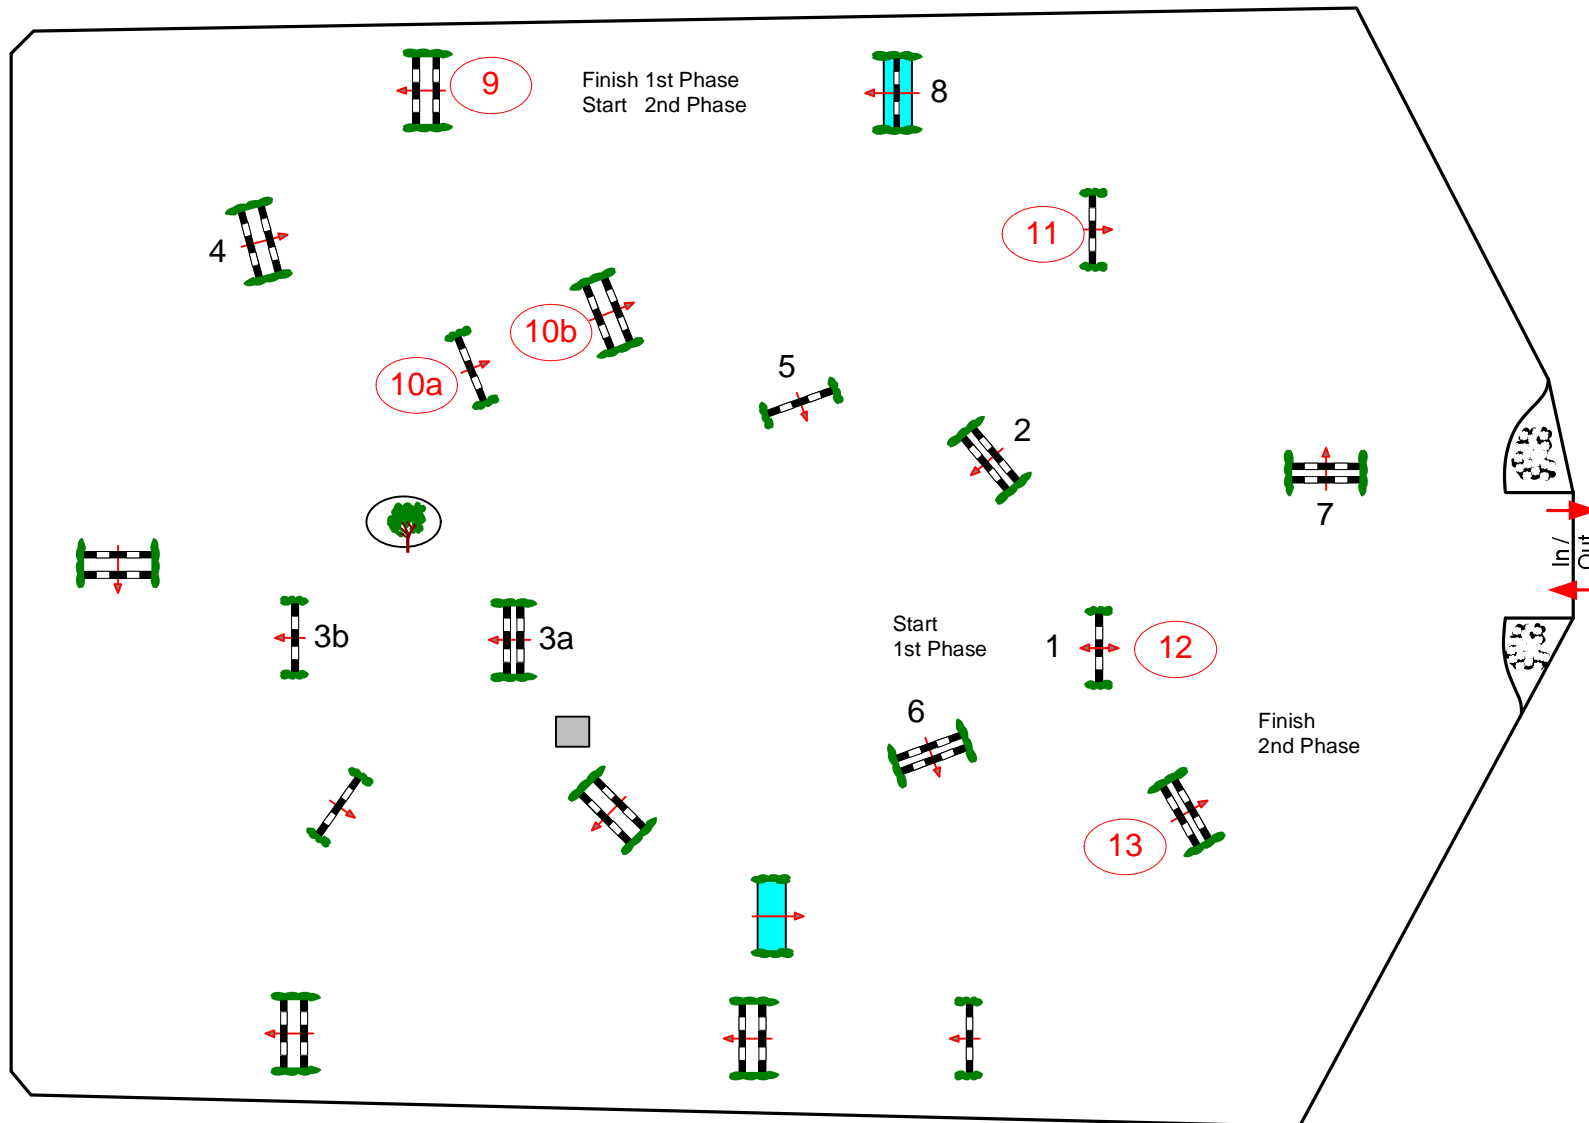 9
Finish 1st Phase
Start 2nd Phase
8
4
11
10b
10a
5
2
7
In /
Out
3b
3a
Start
1st Phase
1
12
6
Finish
2nd Phase
13